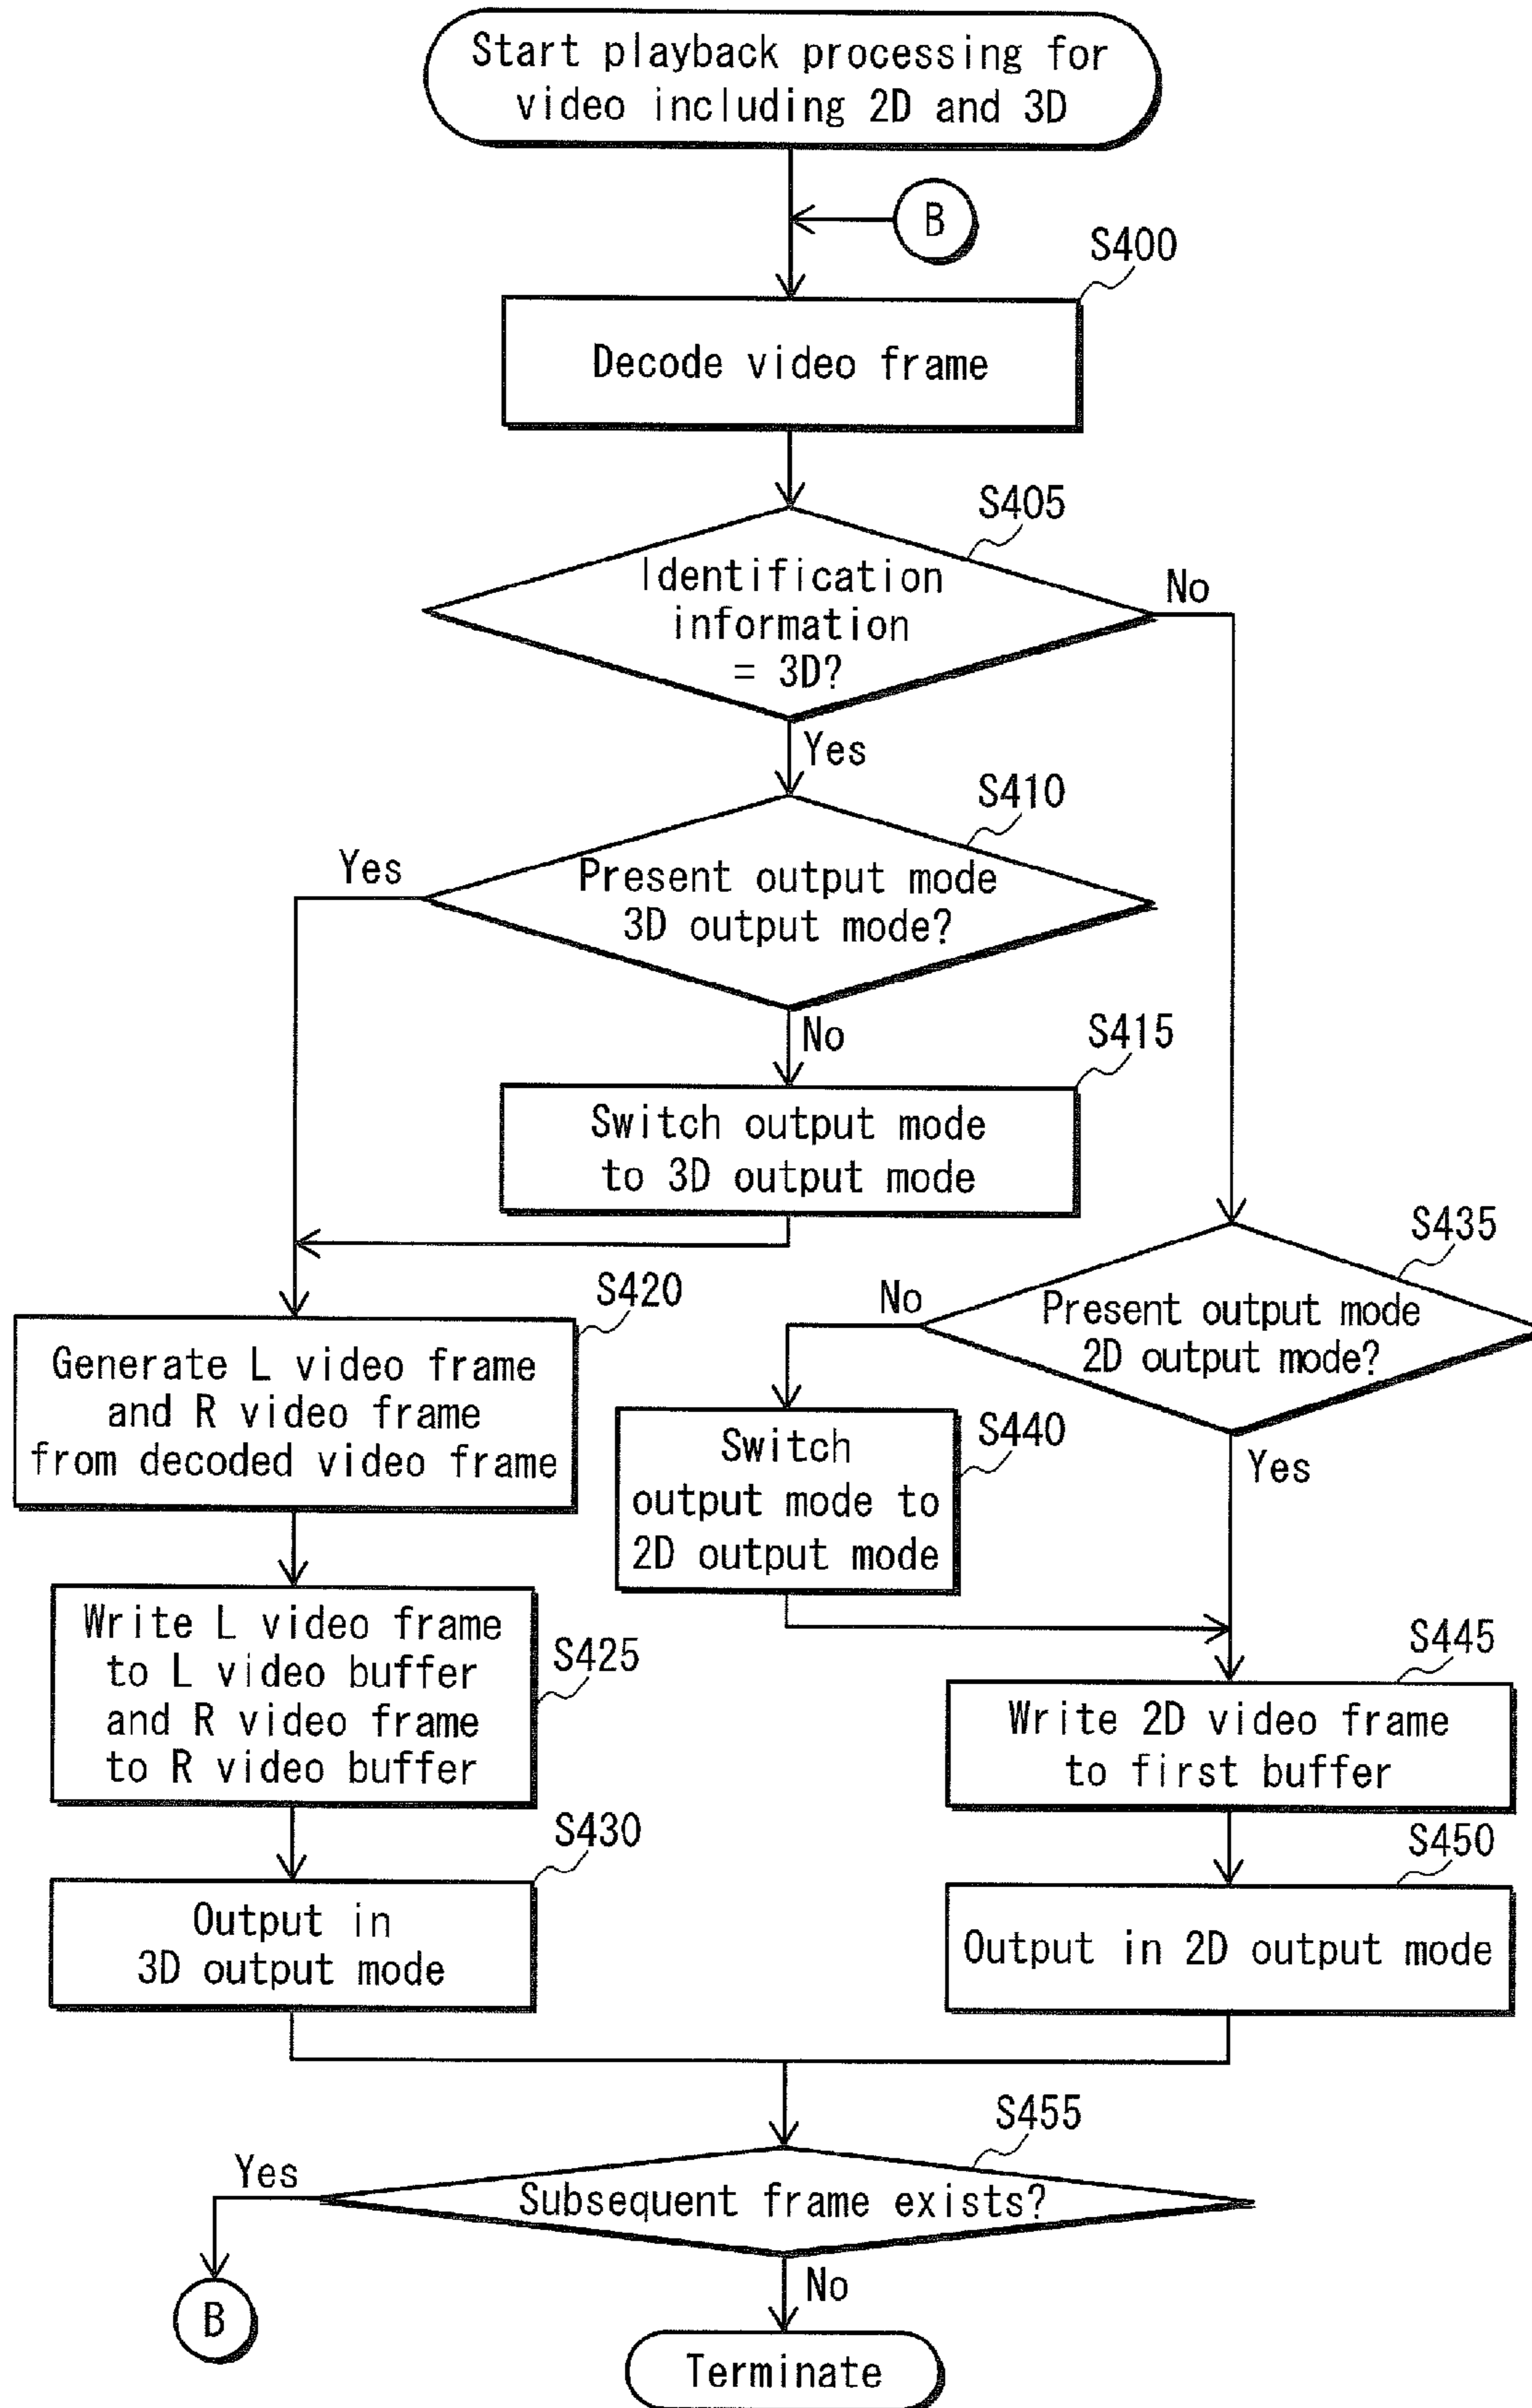 Start playback processing for
video including 2D and 3D
B
S400
Decode video frame
S405
Identification
information
= 3D?
No
Yes
S410
Yes
Present output mode
3D output mode?
No
S415
Switch output mode
to 3D output mode
S435
No
Present output mode
2D output mode?
Yes
S420
Generate L video frame
and R video frame
from decoded video frame
S440
Switch
output mode to
2D output mode
S425
Write L video frame
to L video buffer
and R video frame
to R video buffer
S445
Write 2D video frame
to first buffer
S430
Output in
3D output mode
S450
Output in 2D output mode
S455
Yes
Subsequent frame exists?
No
B
Terminate